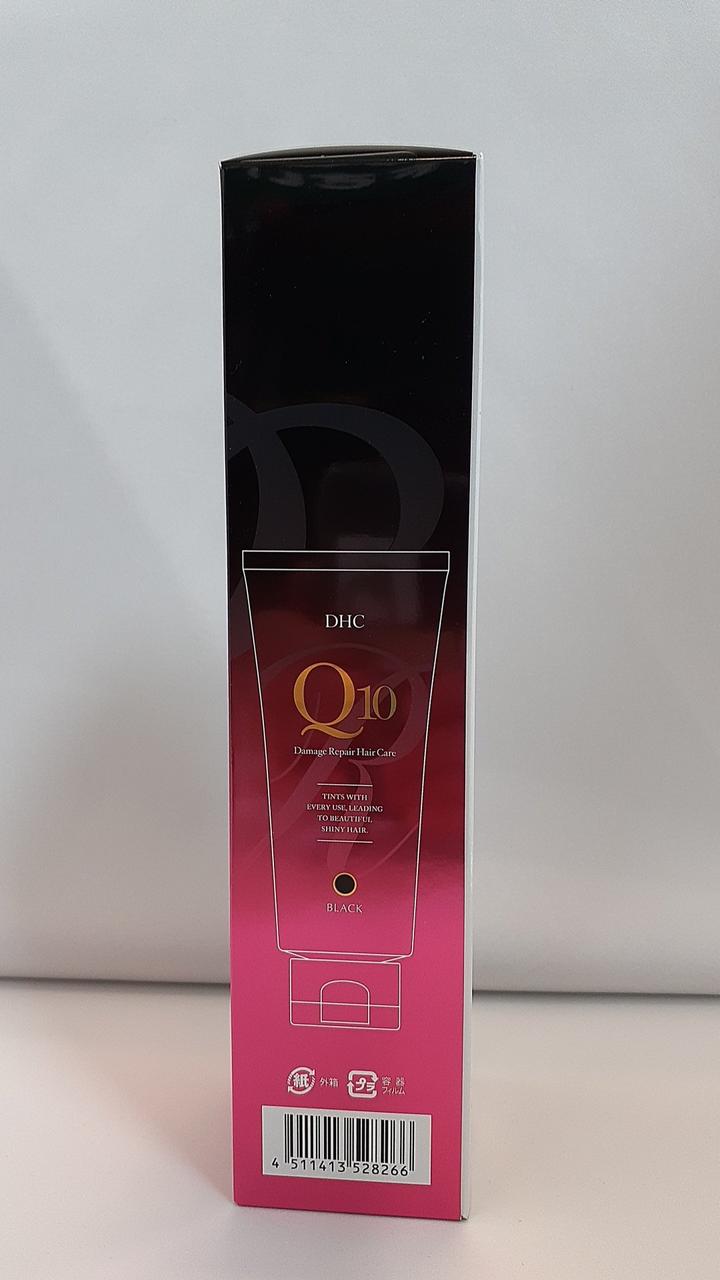 DHC
Q10
Damage Repair Hair Care
TINTS WITH
EVERY USE, LEADING
TO BEAUTIFUL
SHINY HAIR.
BLACK
紙 外箱 プラ 容器
フィルム
4 511413 528266